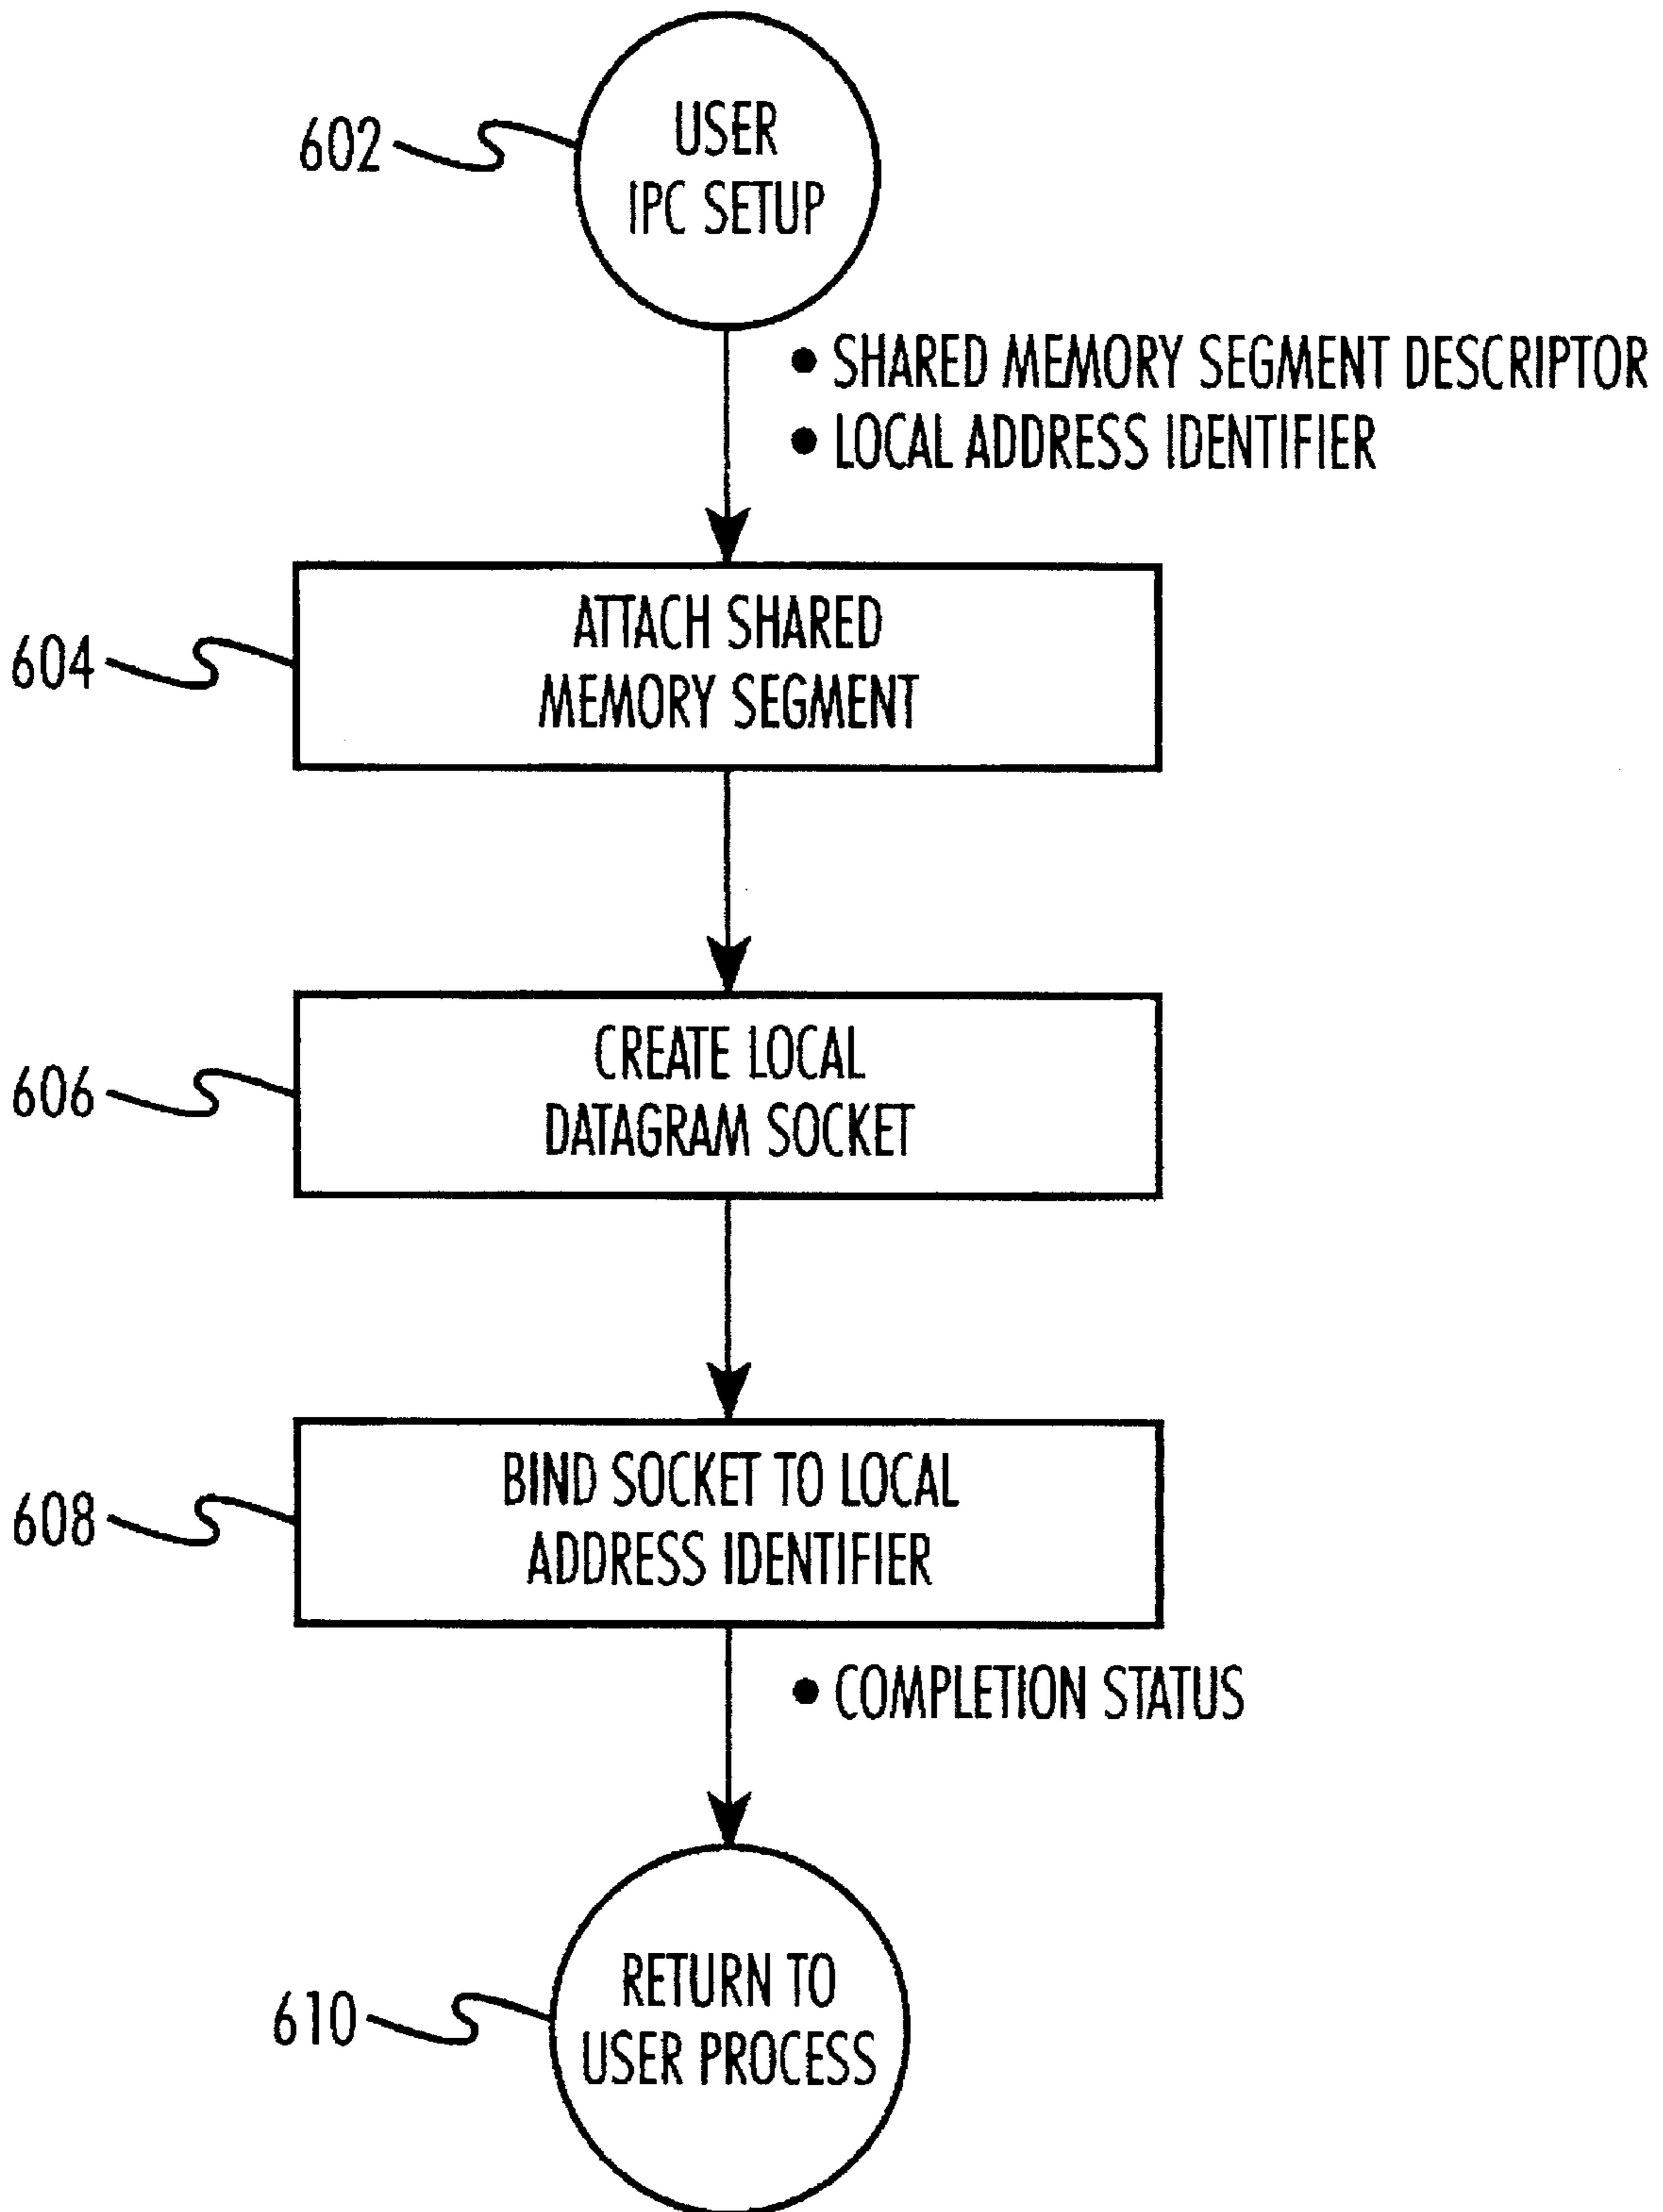 602
USER
IPC SETUP
• SHARED MEMORY SEGMENT DESCRIPTOR
• LOCAL ADDRESS IDENTIFIER
604
ATTACH SHARED
MEMORY SEGMENT
606
CREATE LOCAL
DATAGRAM SOCKET
608
BIND SOCKET TO LOCAL
ADDRESS IDENTIFIER
• COMPLETION STATUS
610
RETURN TO
USER PROCESS